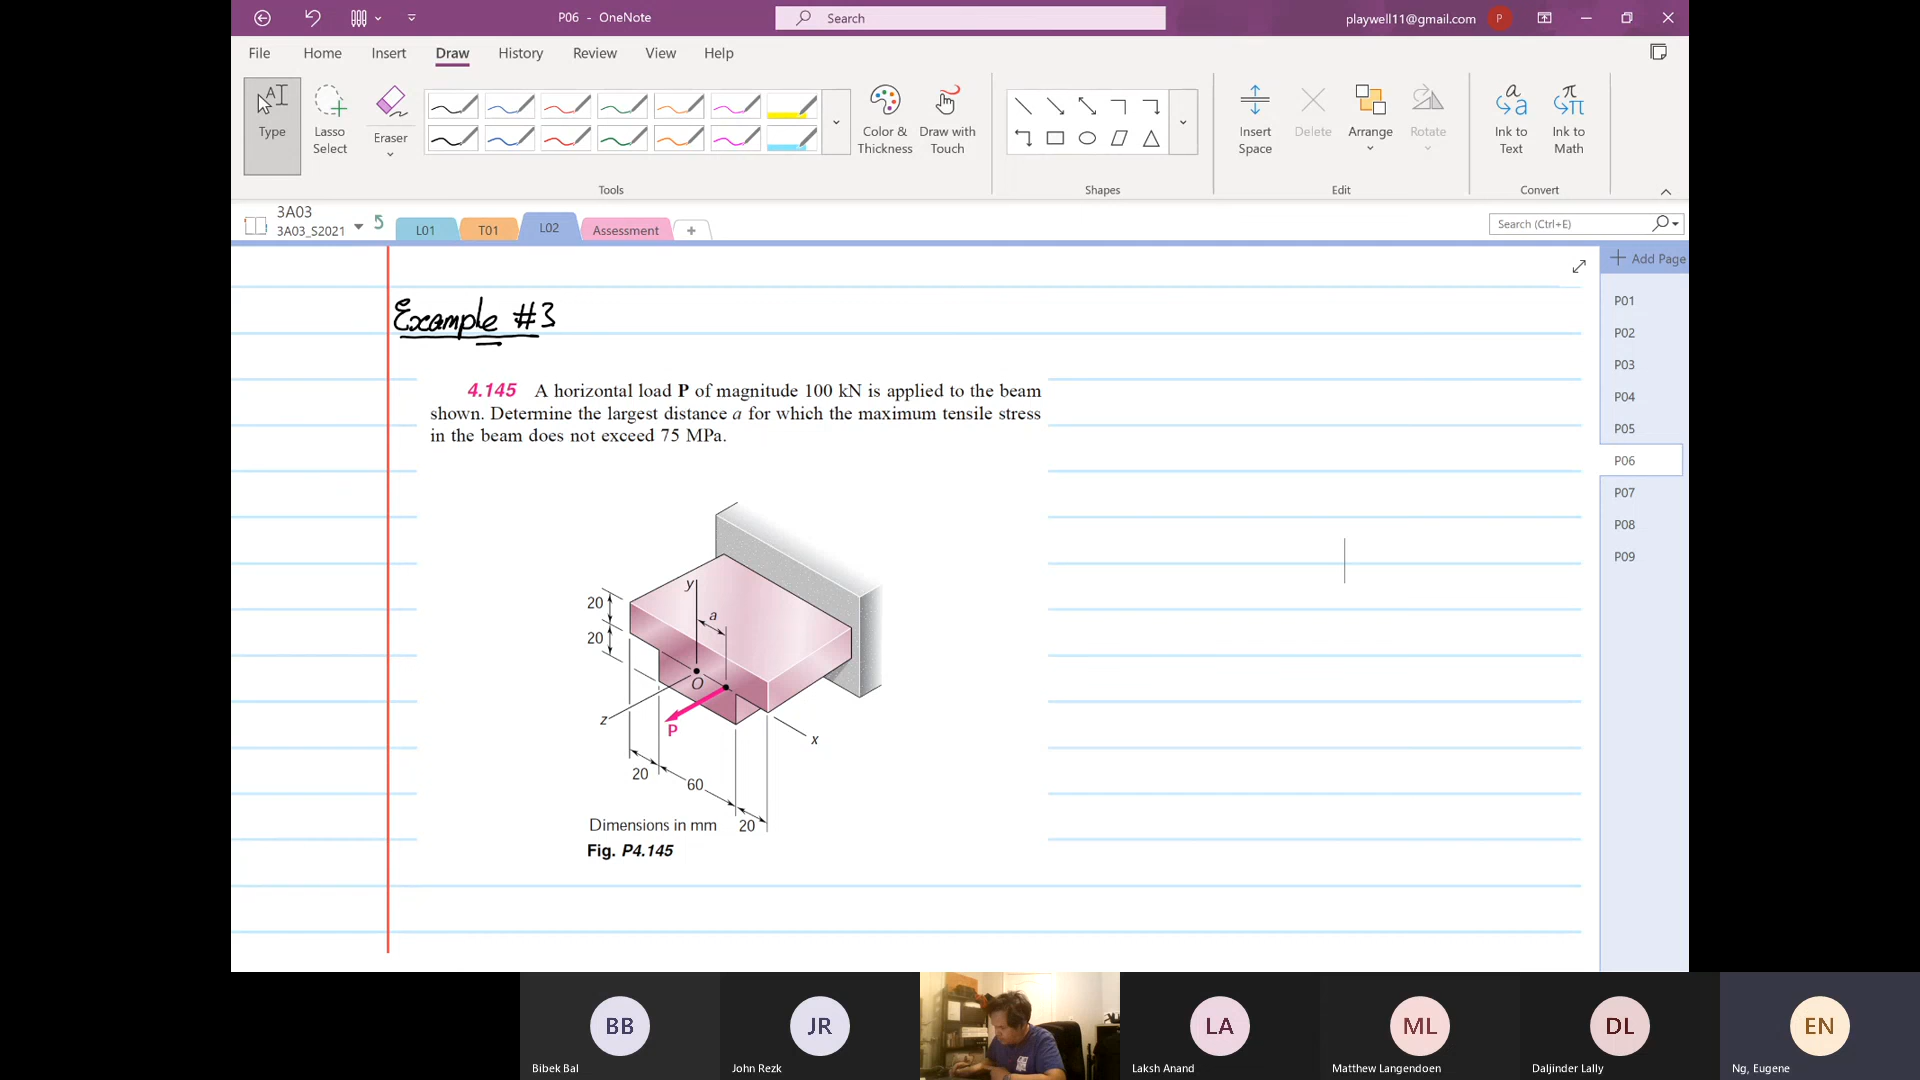 P06 - OneNote
Search
playwell11@gmail.com
P
File
Home
Insert
Draw
History
Review
View
Help
Type
Lasso Select
Eraser
Color & Thickness
Draw with Touch
Insert Space
Delete
Arrange
Rotate
Ink to Text
Ink to Math
Tools
Shapes
Edit
Convert
3A03
3A03_S2021
L01
T01
L02
Assessment
Search (Ctrl+E)
Add Page
P01
P02
P03
P04
P05
P06
P07
P08
P09
Example #3
4.145 A horizontal load P of magnitude 100 kN is applied to the beam
shown. Determine the largest distance a for which the maximum tensile stress
in the beam does not exceed 75 MPa.
y
20
a
20
O
z
P
x
20
60
20
Dimensions in mm
Fig. P4.145
BB
Bibek Bal
JR
John Rezk
LA
Laksh Anand
ML
Matthew Langendoen
DL
Daljinder Lally
EN
Ng, Eugene